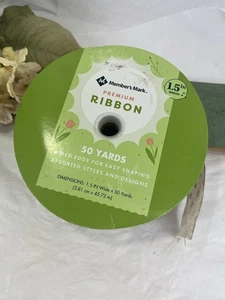 Member's Mark.
PREMIUM
RIBBON
1.5"
50 YARDS
WIRED EDGE FOR EASY SHAPING
ASSORTED STYLES AND DESIGNS
DIMENSIONS: 1.5 IN Wide x 50 Yards
(3.81 cm x 45.72 m)